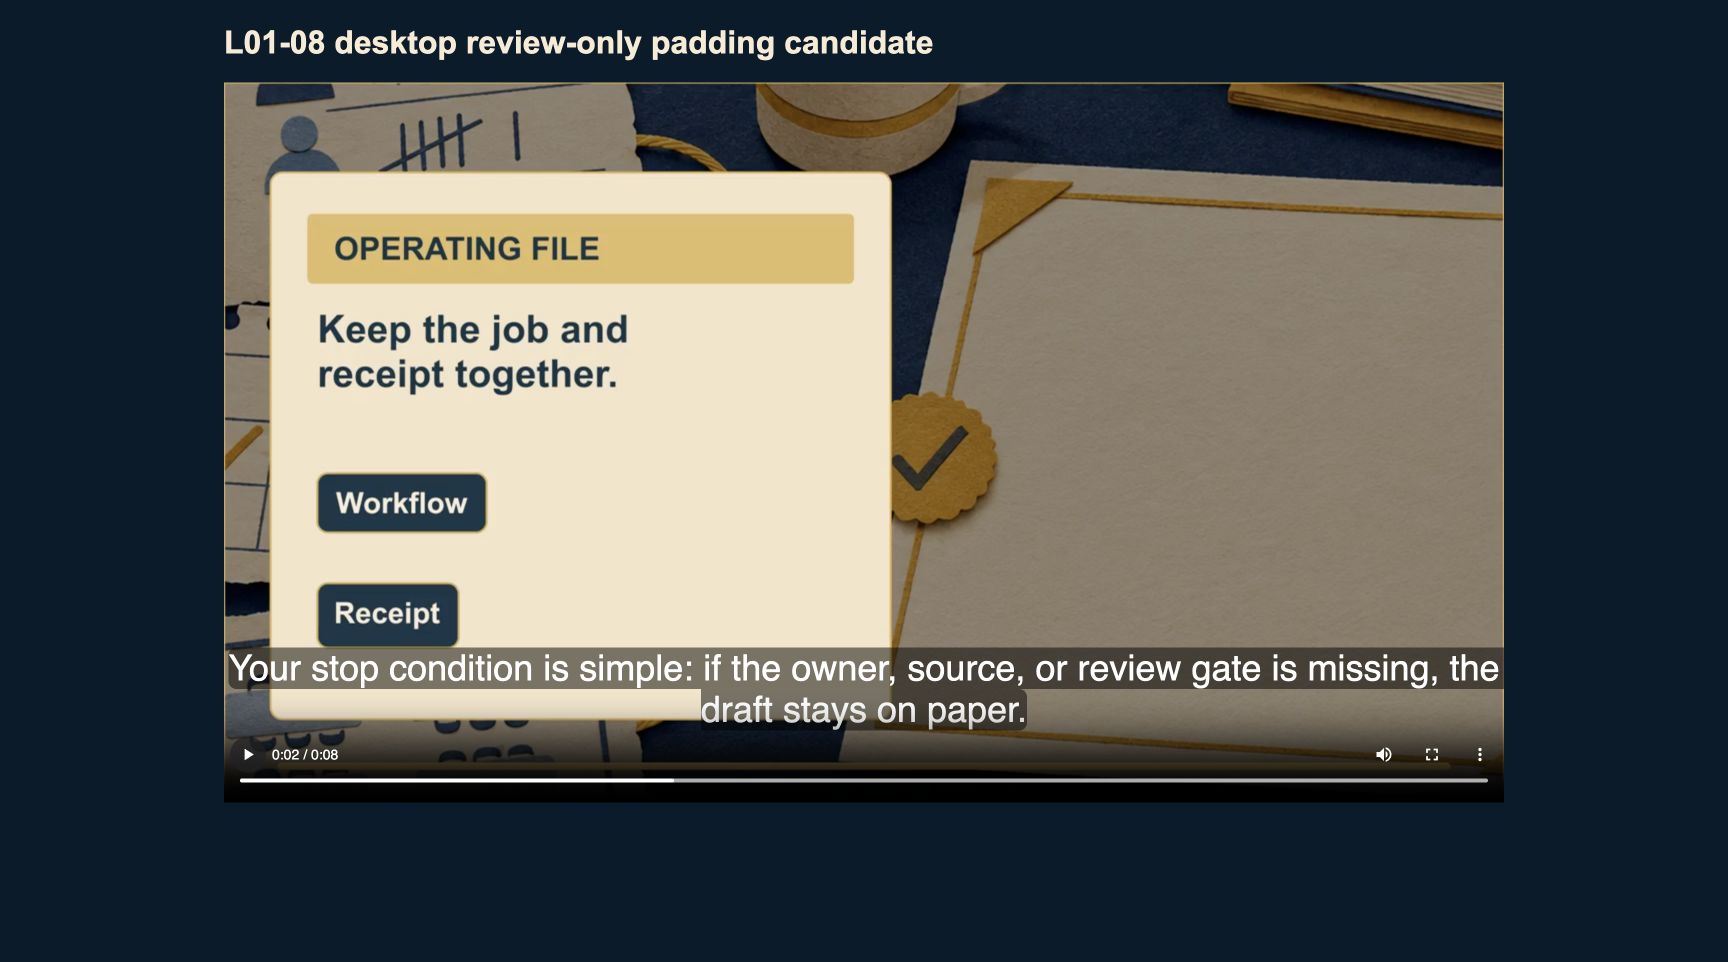 L01-08 desktop review-only padding candidate
OPERATING FILE
Keep the job and
receipt together.
Workflow
Receipt
Your stop condition is simple: if the owner, source, or review gate is missing, the
draft stays on paper.
0:02 / 0:08